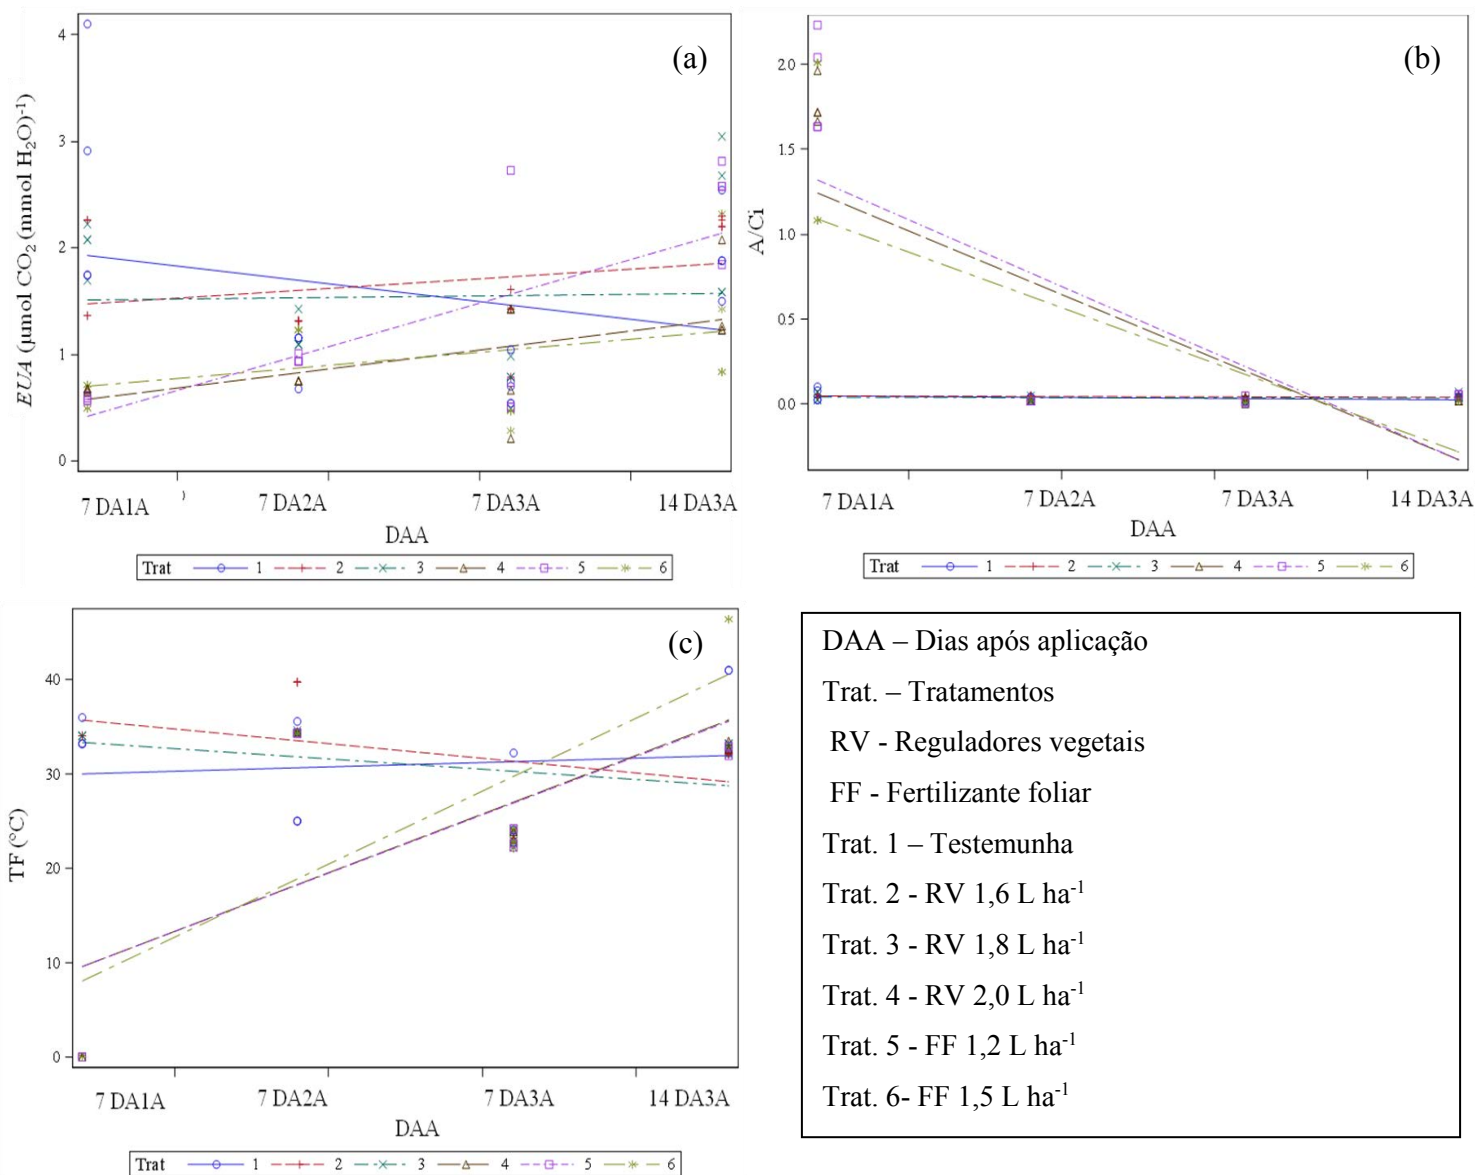 (a)
EUA (µmol CO₂ (mmol H₂O)⁻¹)
4
3
2
1
0
7 DA1A
7 DA2A
7 DA3A
14 DA3A
DAA
Trat 1 2 3 4 5 6
(b)
A/Ci
2.0
1.5
1.0
0.5
0.0
7 DA1A
7 DA2A
7 DA3A
14 DA3A
DAA
Trat 1 2 3 4 5 6
(c)
TF (°C)
40
30
20
10
0
7 DA1A
7 DA2A
7 DA3A
14 DA3A
DAA
Trat 1 2 3 4 5 6
DAA – Dias após aplicação
Trat. – Tratamentos
RV - Reguladores vegetais
FF - Fertilizante foliar
Trat. 1 – Testemunha
Trat. 2 - RV 1,6 L ha⁻¹
Trat. 3 - RV 1,8 L ha⁻¹
Trat. 4 - RV 2,0 L ha⁻¹
Trat. 5 - FF 1,2 L ha⁻¹
Trat. 6- FF 1,5 L ha⁻¹